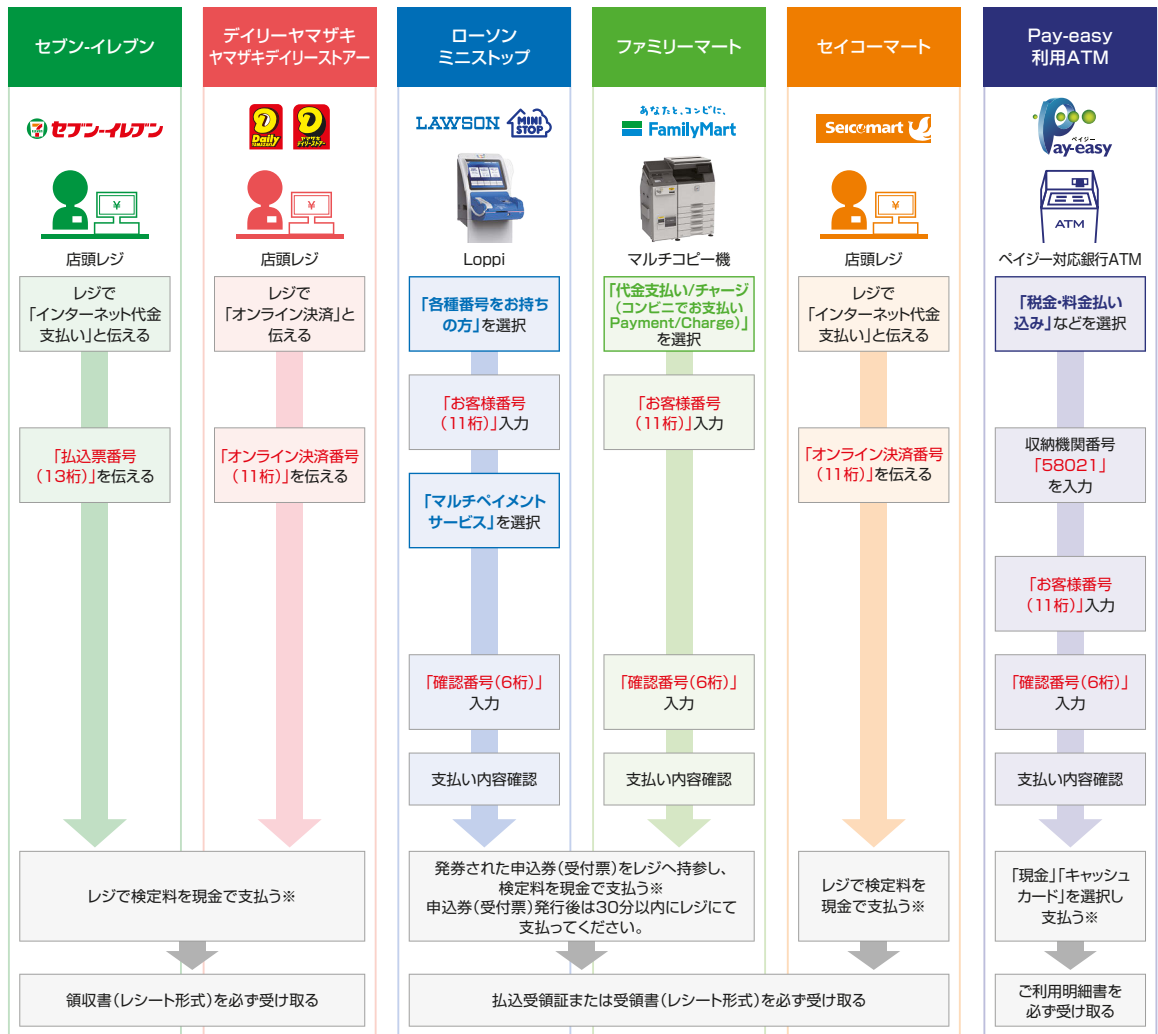 セブン-イレブン
デイリーヤマザキ
ヤマザキデイリーストアー
ローソン
ミニストップ
ファミリーマート
セイコーマート
Pay-easy
利用ATM
セブン-イレブン
Daily
YAMAZAKI
ヤマザキ
デイリーストアー
LAWSON
MINI
STOP
あなたと、コンビに、
FamilyMart
Seicomart
ペイジー
Pay-easy
¥
¥
¥
ATM
店頭レジ
店頭レジ
Loppi
マルチコピー機
店頭レジ
ペイジー対応銀行ATM
レジで
「インターネット代金
支払い」と伝える
レジで
「オンライン決済」と
伝える
「各種番号をお持ち
の方」を選択
「代金支払い/チャージ
(コンビニでお支払い
Payment/Charge)」
を選択
レジで
「インターネット代金
支払い」と伝える
「税金・料金払い
込み」などを選択
「お客様番号
(11桁)」入力
「お客様番号
(11桁)」入力
「払込票番号
(13桁)」を伝える
「オンライン決済番号
(11桁)」を伝える
「マルチペイメント
サービス」を選択
「オンライン決済番号
(11桁)」を伝える
収納機関番号
「58021」
を入力
「お客様番号
(11桁)」入力
「確認番号(6桁)」
入力
「確認番号(6桁)」
入力
「確認番号(6桁)」
入力
支払い内容確認
支払い内容確認
支払い内容確認
レジで検定料を現金で支払う※
発券された申込券(受付票)をレジへ持参し、
検定料を現金で支払う※
申込券(受付票)発行後は30分以内にレジにて
支払ってください。
レジで検定料を
現金で支払う※
「現金」「キャッシュ
カード」を選択し
支払う※
領収書(レシート形式)を必ず受け取る
払込受領証または受領書(レシート形式)を必ず受け取る
ご利用明細書を
必ず受け取る